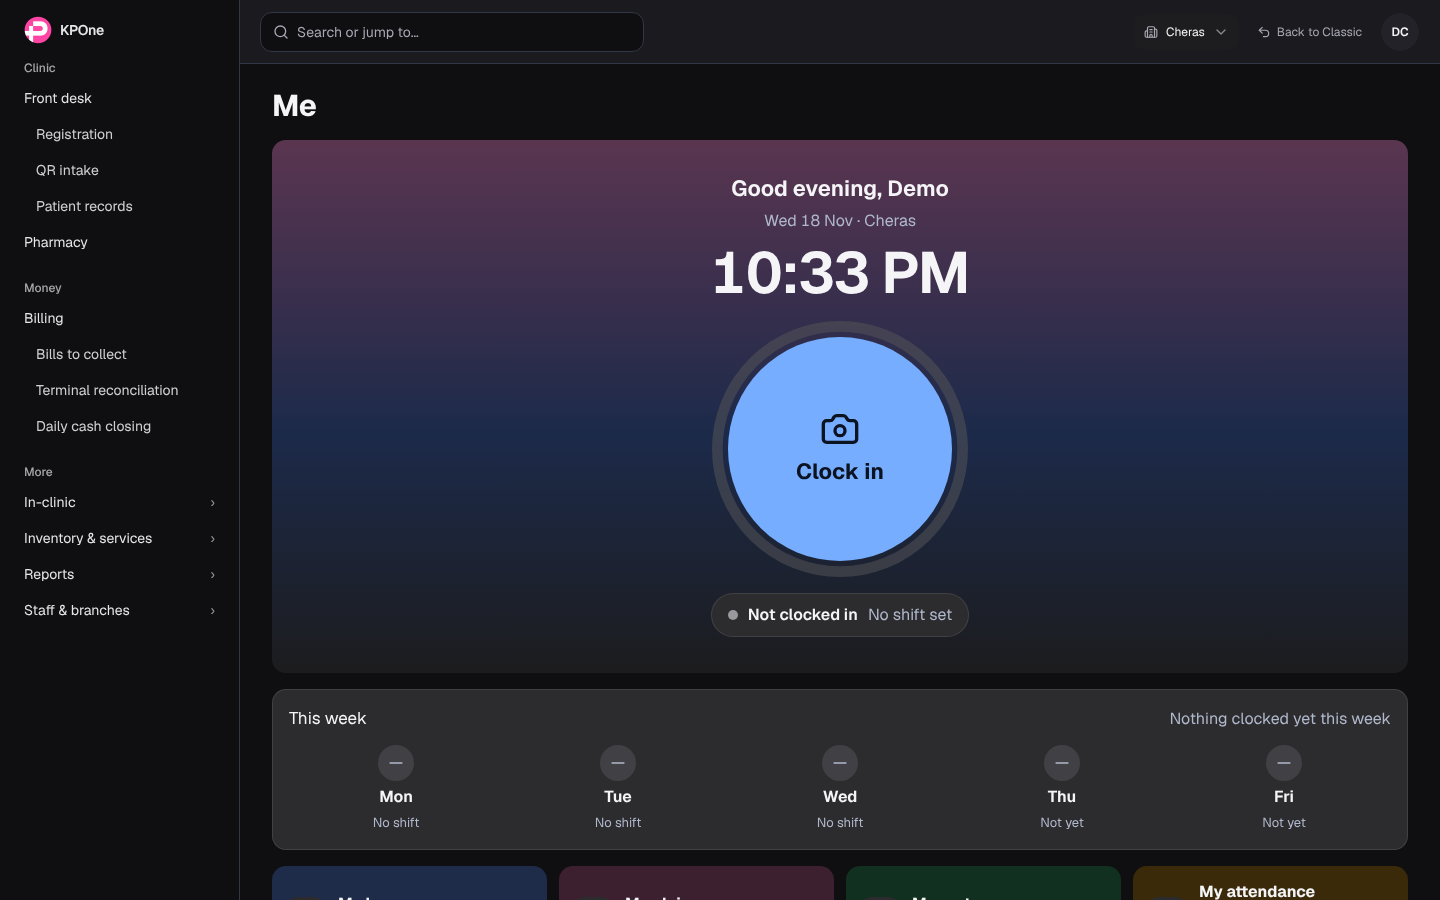 KPOne
Clinic
Front desk
Registration
QR intake
Patient records
Pharmacy
Money
Billing
Bills to collect
Terminal reconciliation
Daily cash closing
More
In-clinic
Inventory & services
Reports
Staff & branches
Search or jump to...
Cheras
Back to Classic
DC
Me
Good evening, Demo
Wed 18 Nov · Cheras
10:33 PM
Clock in
Not clocked in No shift set
This week
Nothing clocked yet this week
Mon
No shift
Tue
No shift
Wed
No shift
Thu
Not yet
Fri
Not yet
My attendance